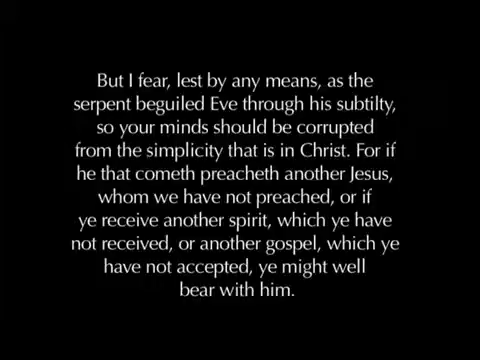 But I fear, lest by any means, as the
serpent beguiled Eve through his subtilty,
so your minds should be corrupted
from the simplicity that is in Christ. For if
he that cometh preacheth another Jesus,
whom we have not preached, or if
ye receive another spirit, which ye have
not received, or another gospel, which ye
have not accepted, ye might well
bear with him.